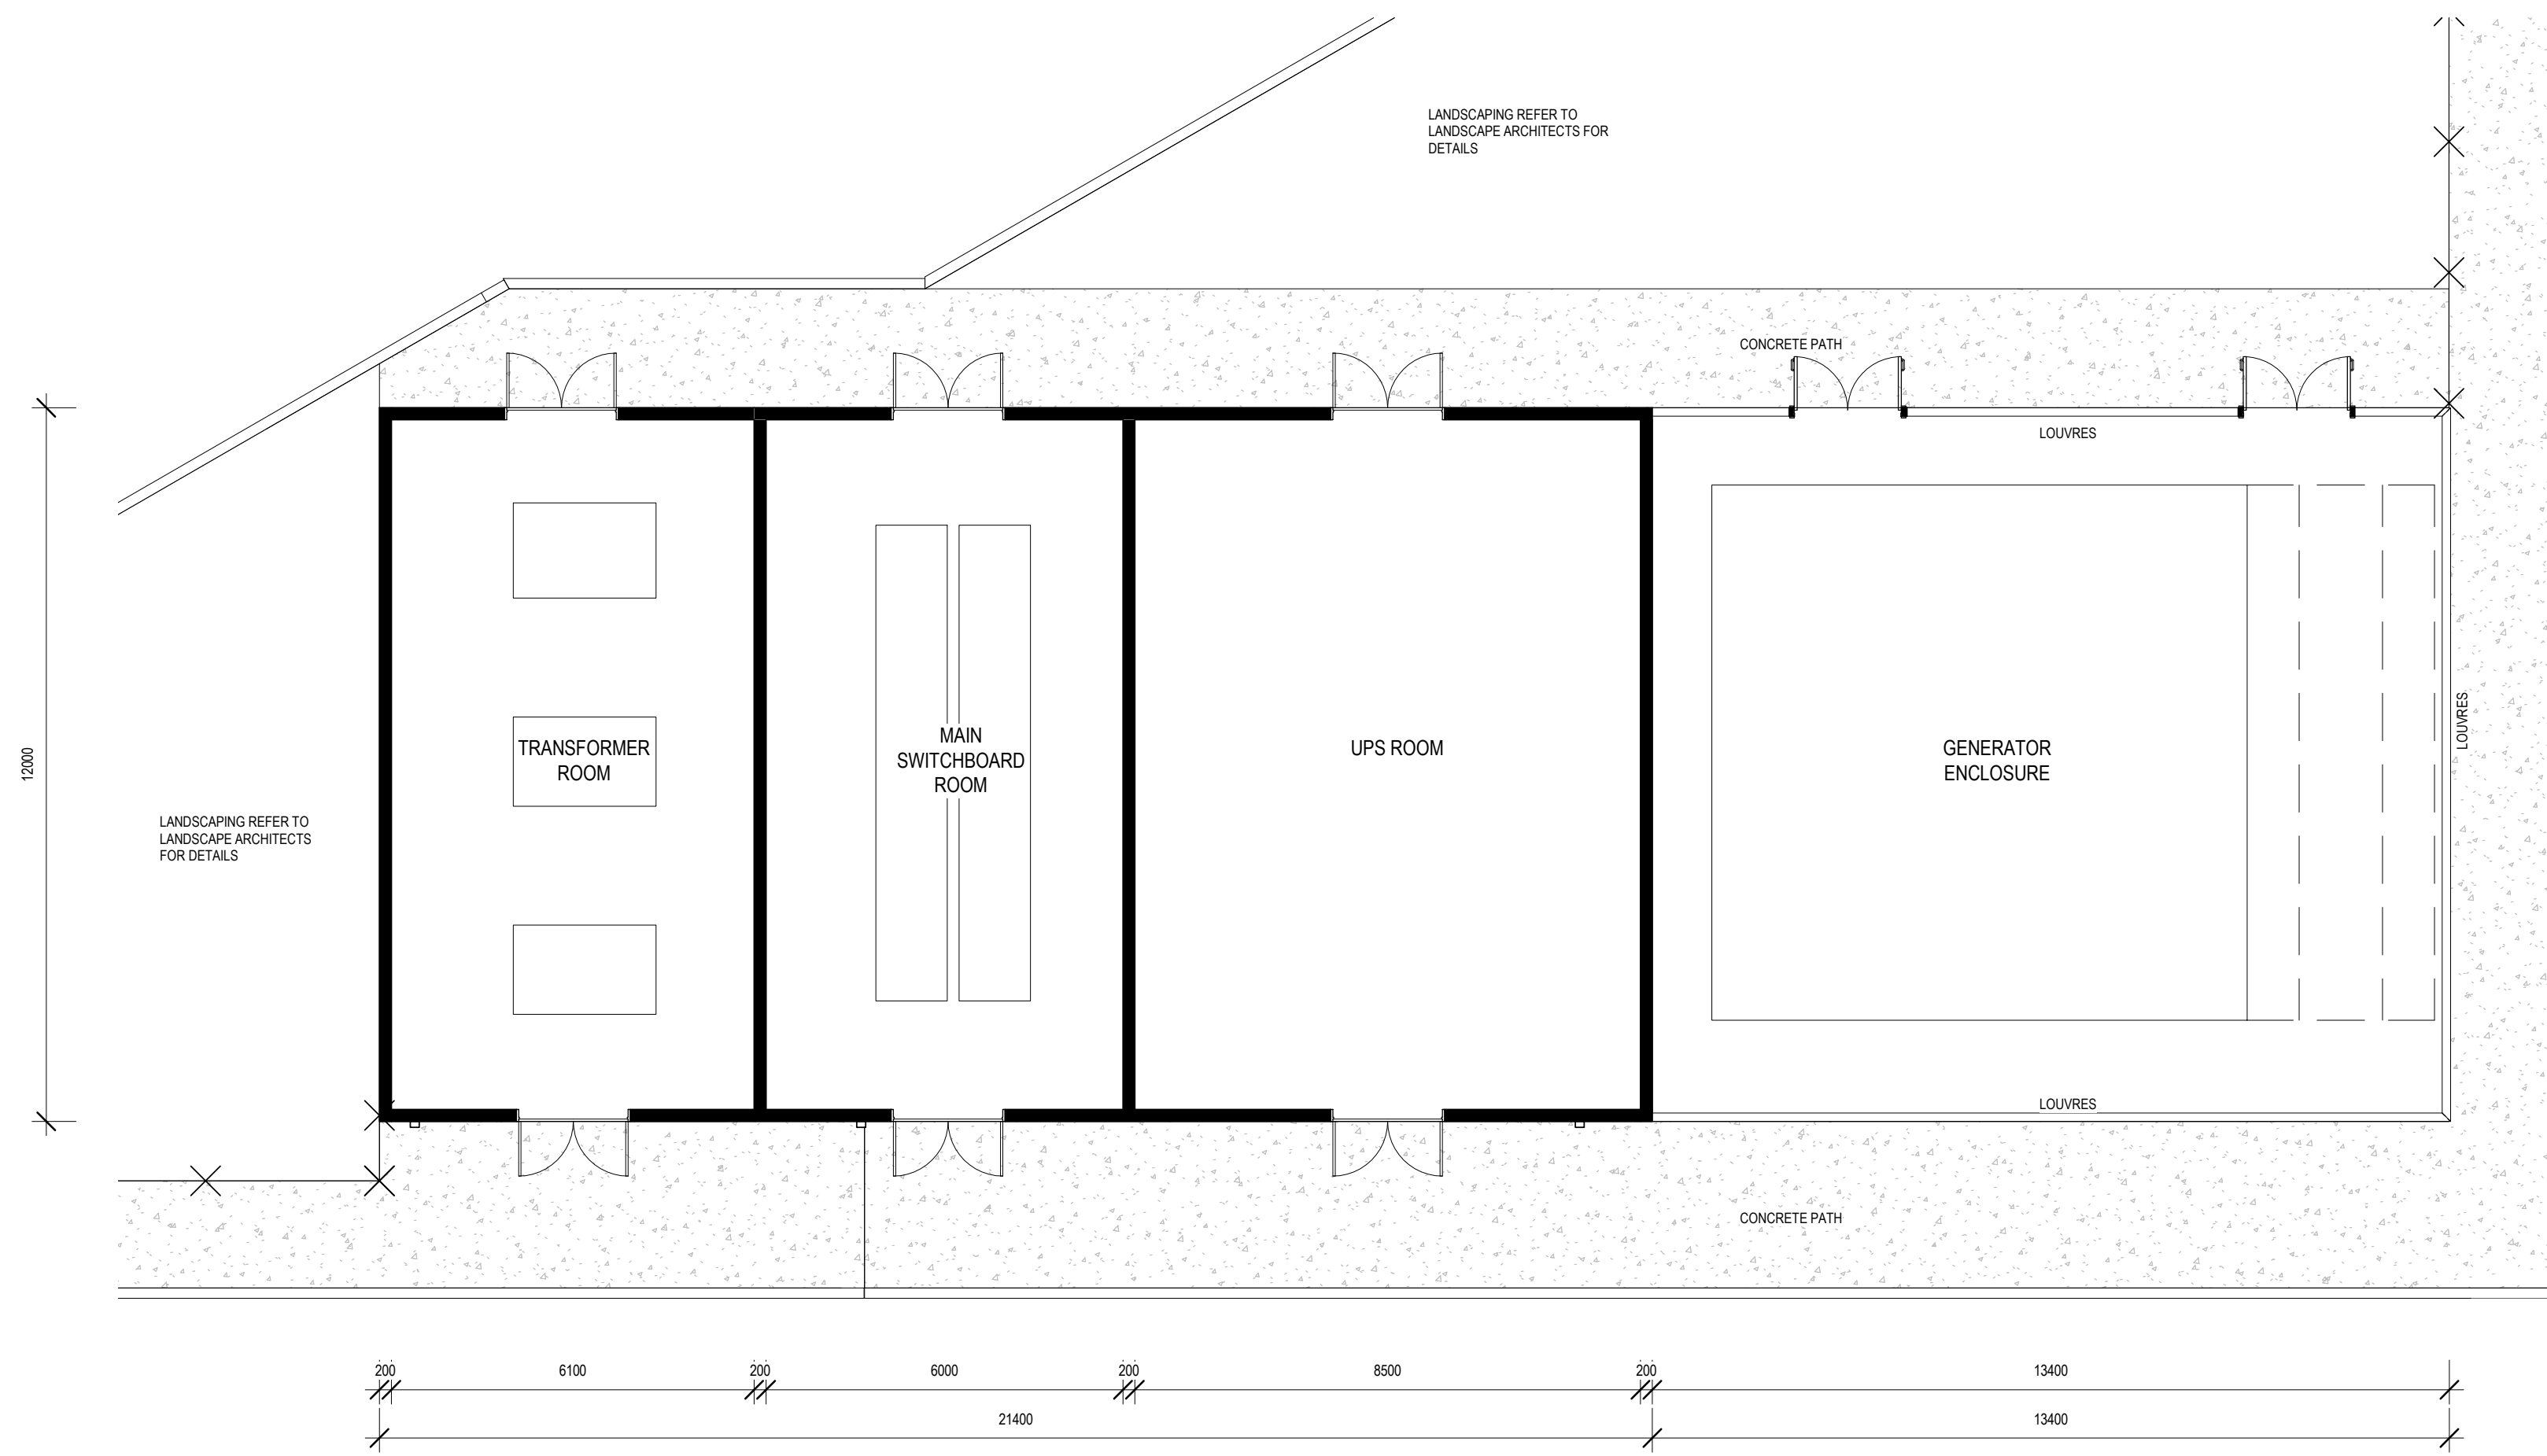 LANDSCAPING REFER TO
LANDSCAPE ARCHITECTS FOR
DETAILS
CONCRETE PATH
LOUVRES
TRANSFORMER
ROOM
MAIN
SWITCHBOARD
ROOM
UPS ROOM
GENERATOR
ENCLOSURE
LOUVRES
12000
LANDSCAPING REFER TO
LANDSCAPE ARCHITECTS
FOR DETAILS
LOUVRES
CONCRETE PATH
200 6100 200 6000 200 8500 200 13400
21400 13400